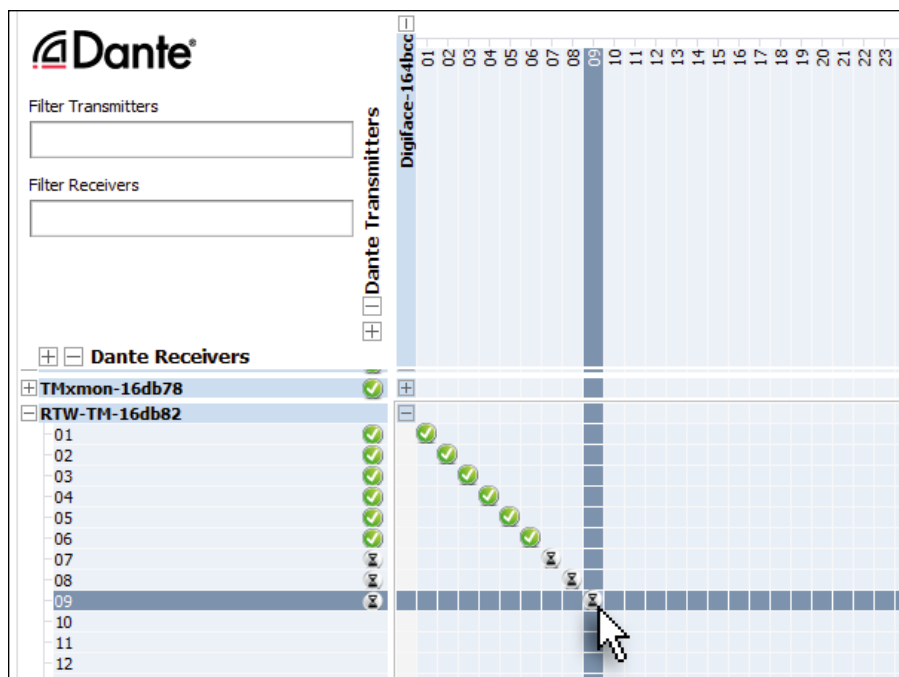 Dante®
Filter Transmitters
Filter Receivers
Dante Transmitters
Digiface-164bcc
01 02 03 04 05 06 07 08 09 10 11 12 13 14 15 16 17 18 19 20 21 22 23
Dante Receivers
TMxmon-16db78
RTW-TM-16db82
01
02
03
04
05
06
07
08
09
10
11
12